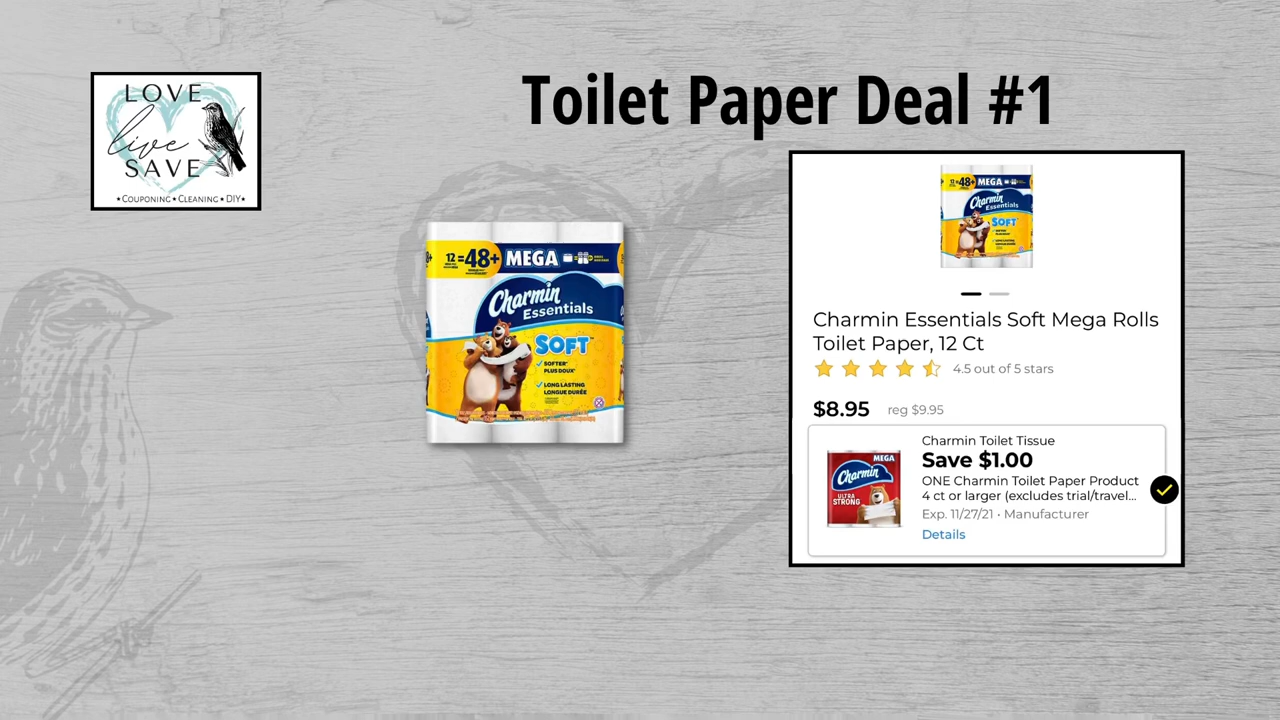 LOVE
live
SAVE
★COUPONING★CLEANING★DIY★
Toilet Paper Deal #1
12=48+ MEGA
Charmin
Essentials
SOFT
SOFTER*
PLUS DOUX*
LONG LASTING
LONGUE DURÉE
12=48+ MEGA
Charmin
Essentials
SOFT
Charmin Essentials Soft Mega Rolls
Toilet Paper, 12 Ct
4.5 out of 5 stars
$8.95 reg $9.95
MEGA
Charmin
ULTRA
STRONG
Charmin Toilet Tissue
Save $1.00
ONE Charmin Toilet Paper Product
4 ct or larger (excludes trial/travel...
Exp. 11/27/21 • Manufacturer
Details